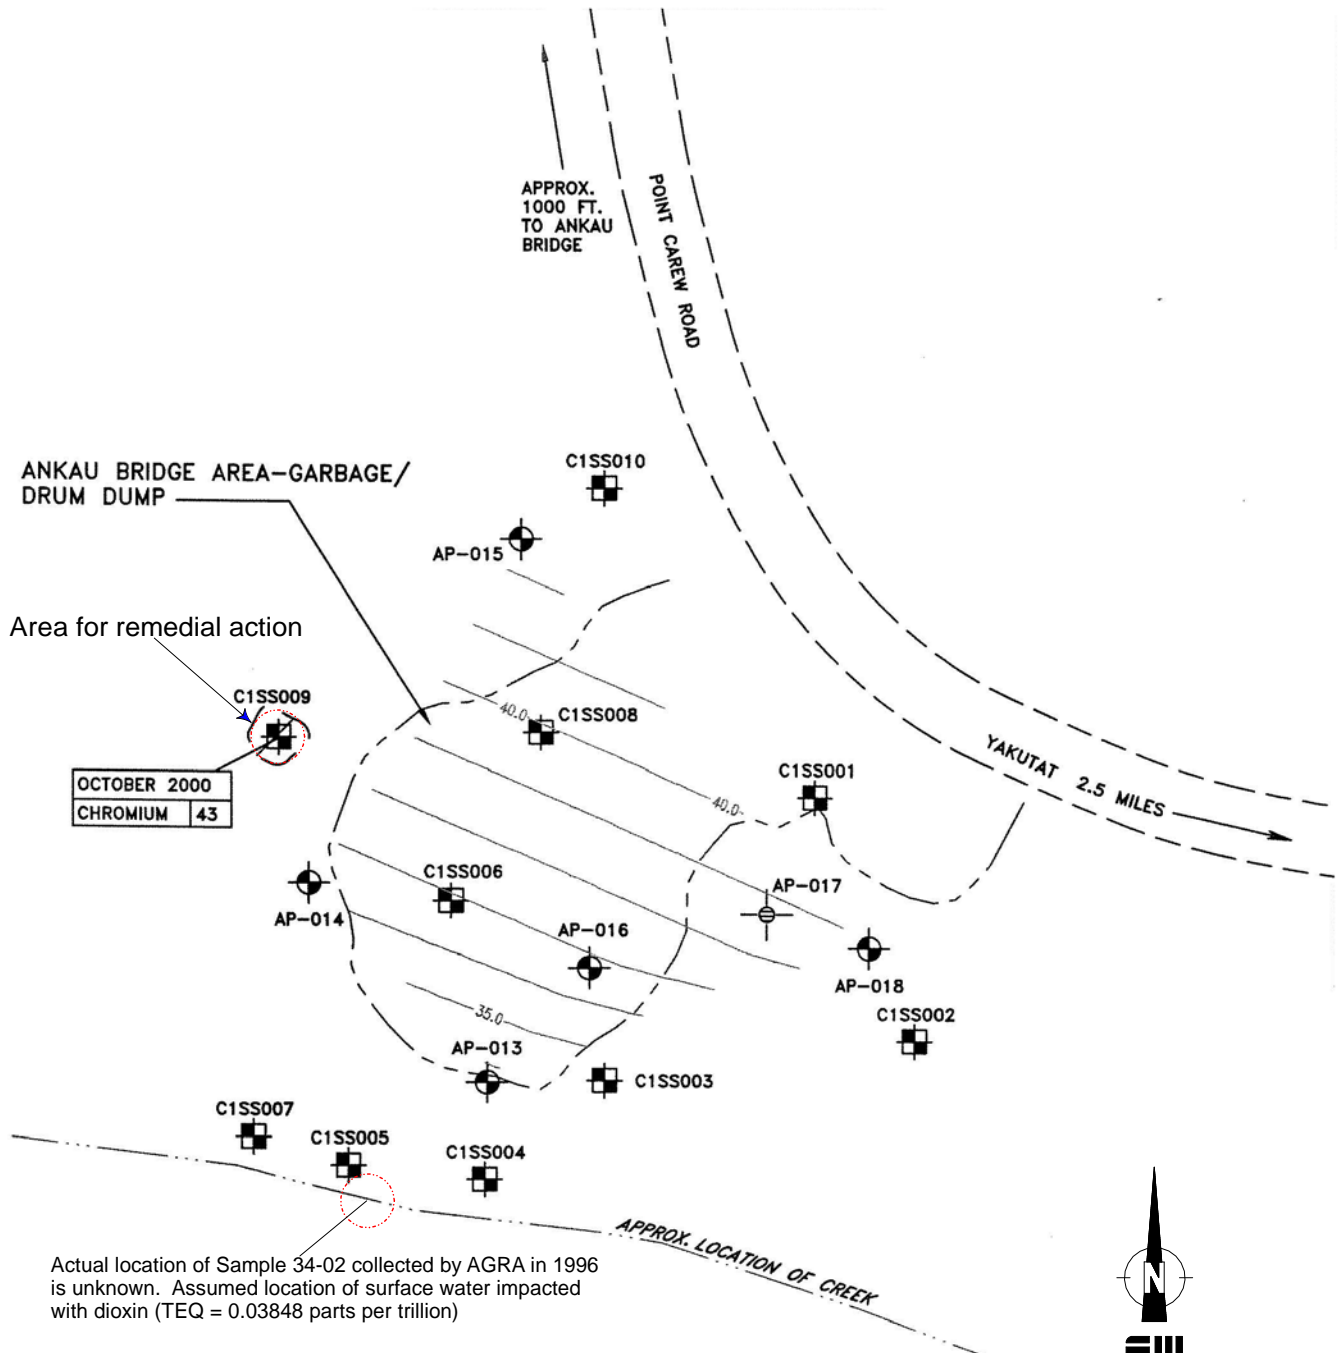 APPROX.
1000 FT.
TO ANKAU
BRIDGE
POINT CAREW ROAD
C1SS010
ANKAU BRIDGE AREA-GARBAGE/
DRUM DUMP
AP-015
Area for remedial action
C1SS009
40.0
C1SS008
OCTOBER 2000
CHROMIUM 43
C1SS001
40.0
YAKUTAT 2.5 MILES
C1SS006
AP-017
AP-014
AP-016
AP-018
35.0
C1SS002
AP-013
C1SS003
C1SS007
C1SS005
C1SS004
APPROX. LOCATION OF CREEK
Actual location of Sample 34-02 collected by AGRA in 1996
is unknown. Assumed location of surface water impacted
with dioxin (TEQ = 0.03848 parts per trillion)
N